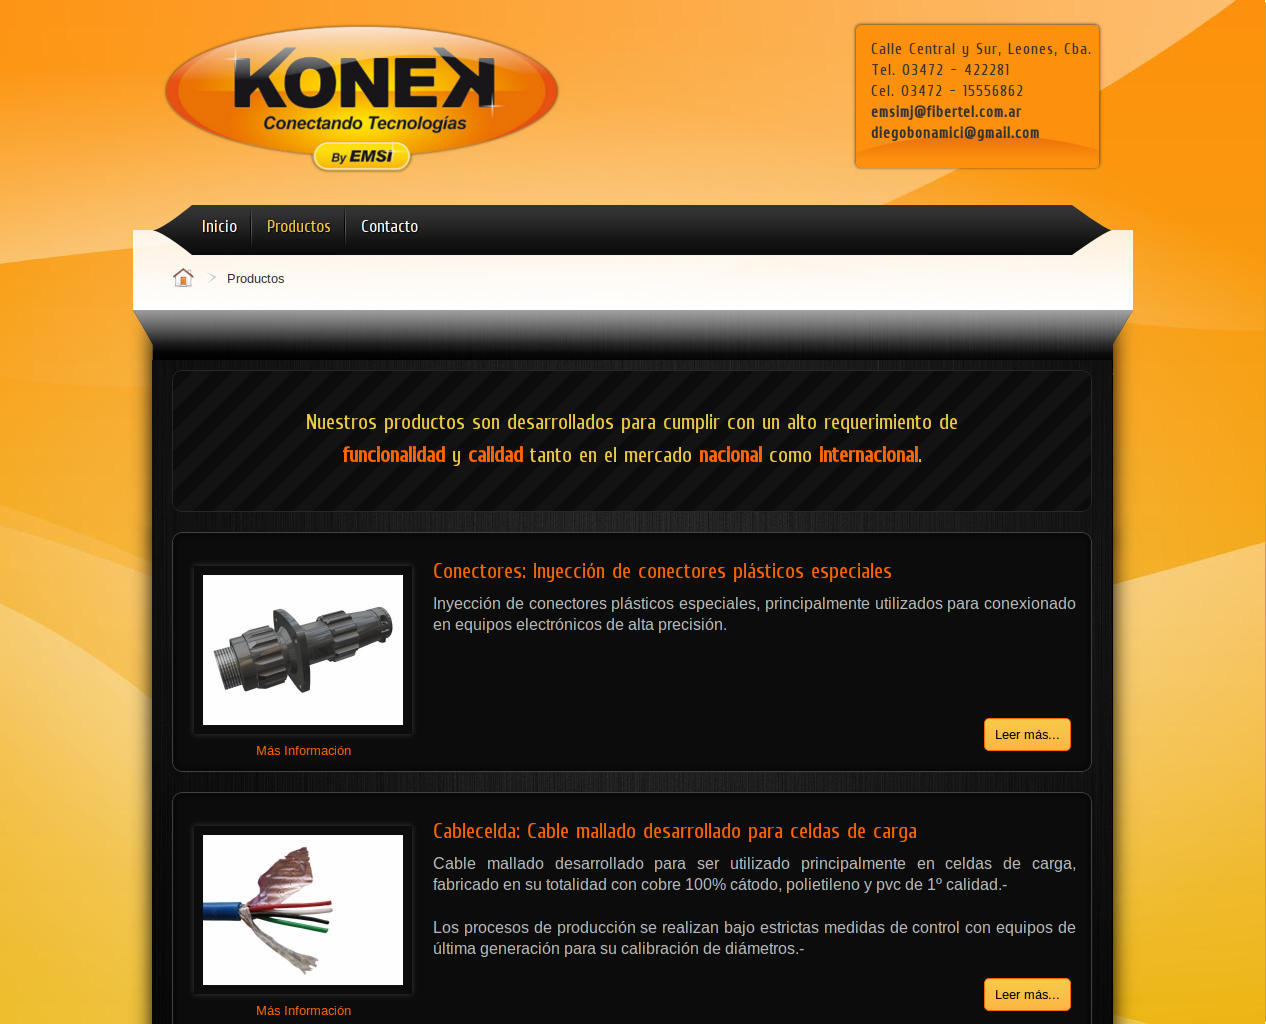 KONEK
Conectando Tecnologías
By EMSI
Calle Central y Sur, Leones, Cba.
Tel. 03472 - 422281
Cel. 03472 - 15556862
emsimj@fibertel.com.ar
diegobonamici@gmail.com
Inicio
Productos
Contacto
Productos
Nuestros productos son desarrollados para cumplir con un alto requerimiento de
funcionalidad y calidad tanto en el mercado nacional como Internacional.
Conectores: Inyección de conectores plásticos especiales
Inyección de conectores plásticos especiales, principalmente utilizados para conexionado
en equipos electrónicos de alta precisión.
Leer más...
Más Información
Cablecelda: Cable mallado desarrollado para celdas de carga
Cable mallado desarrollado para ser utilizado principalmente en celdas de carga,
fabricado en su totalidad con cobre 100% cátodo, polietileno y pvc de 1º calidad.-
Los procesos de producción se realizan bajo estrictas medidas de control con equipos de
última generación para su calibración de diámetros.-
Leer más...
Más Información